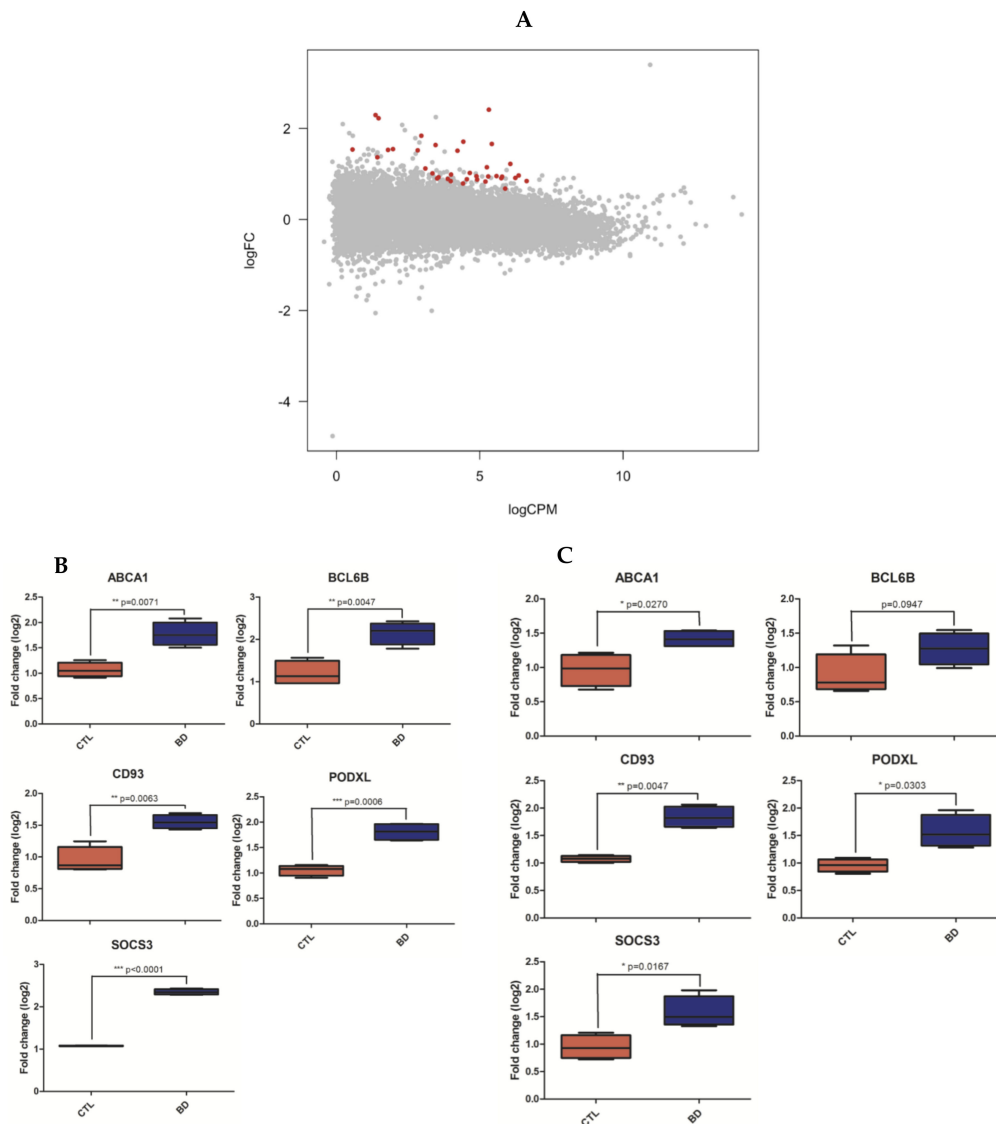 A
logFC
2
0
-2
-4
0 5 10
logCPM
B
ABCA1
Fold change (log2)
2.5
2.0
1.5
1.0
0.5
0.0
** p=0.0071
CTL BD
BCL6B
Fold change (log2)
3
2
1
0
** p=0.0047
CTL BD
CD93
Fold change (log2)
2.0
1.5
1.0
0.5
0.0
** p=0.0063
CTL BD
PODXL
Fold change (log2)
2.5
2.0
1.5
1.0
0.5
0.0
*** p=0.0006
CTL BD
SOCS3
Fold change (log2)
3
2
1
0
*** p<0.0001
CTL BD
C
ABCA1
Fold change (log2)
2.0
1.5
1.0
0.5
0.0
* p=0.0270
BCL6B
Fold change (log2)
2.0
1.5
1.0
0.5
0.0
p=0.0947
CD93
Fold change (log2)
2.5
2.0
1.5
1.0
0.5
0.0
** p=0.0047
PODXL
Fold change (log2)
2.5
2.0
1.5
1.0
0.5
0.0
* p=0.0303
CTL BD
SOCS3
Fold change (log2)
2.5
2.0
1.5
1.0
0.5
0.0
* p=0.0167
CTL BD